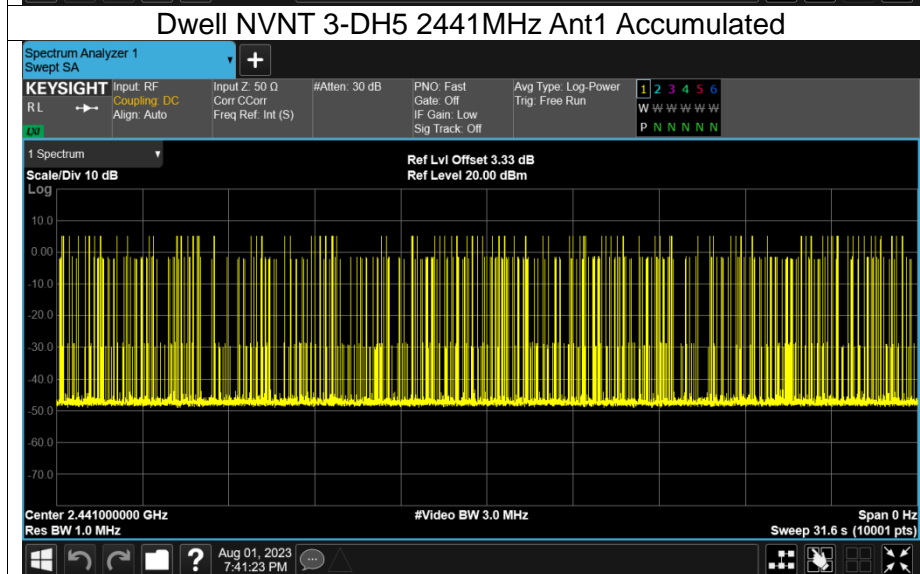 Dwell NVNT 3-DH5 2441MHz Ant1 Accumulated
Spectrum Analyzer 1
Swept SA
+
KEYSIGHT Input: RF Input Z: 50 Ω #Atten: 30 dB PNO: Fast Avg Type: Log-Power 1 2 3 4 5 6
R L Coupling: DC Corr CCorr Gate: Off Trig: Free Run W W W W W W
Align: Auto Freq Ref: Int (S) IF Gain: Low
LXI Sig Track: Off P N N N N N
1 Spectrum
Ref Lvl Offset 3.33 dB
Scale/Div 10 dB Ref Level 20.00 dBm
Log
10.0
0.00
-10.0
-20.0
-30.0
-40.0
-50.0
-60.0
-70.0
Center 2.441000000 GHz #Video BW 3.0 MHz Span 0 Hz
Res BW 1.0 MHz Sweep 31.6 s (10001 pts)
? Aug 01, 2023
7:41:23 PM